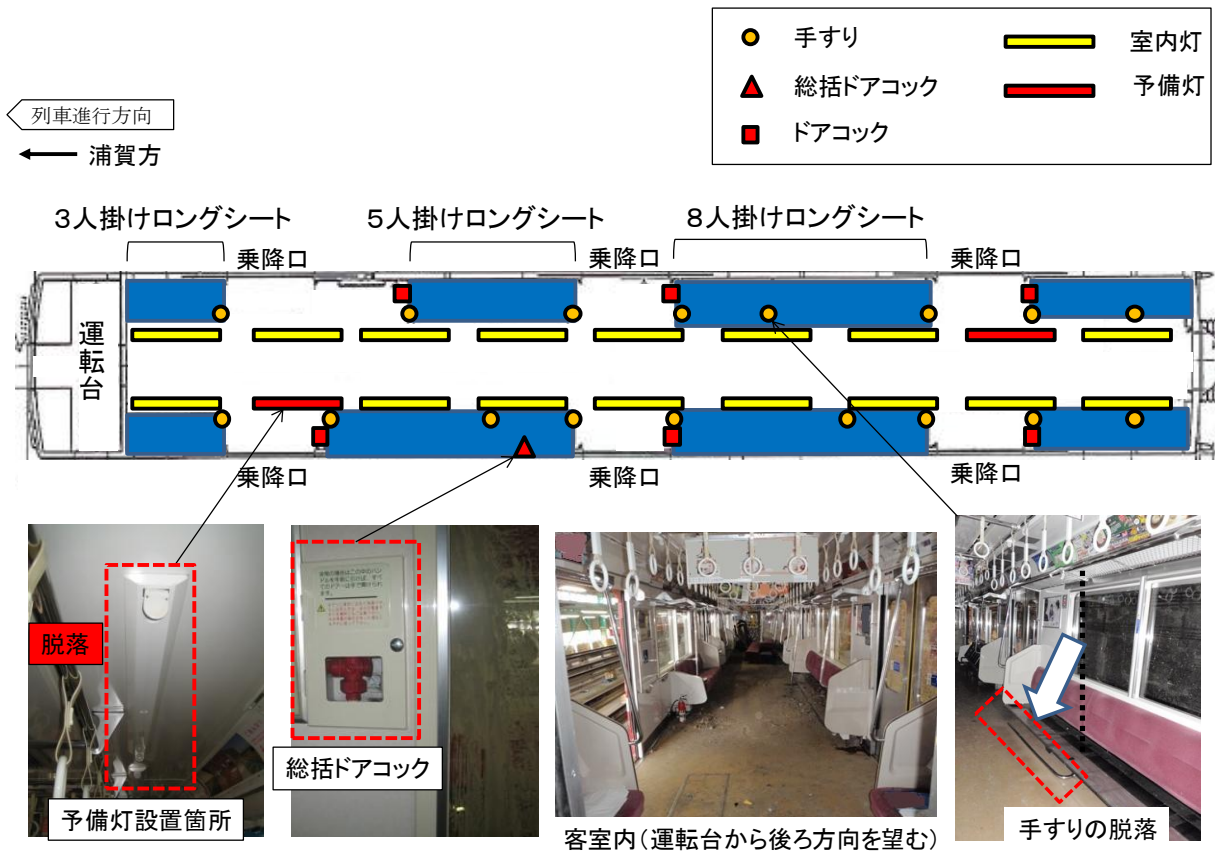 手すり
室内灯
総括ドアコック
予備灯
ドアコック
列車進行方向
浦賀方
3人掛けロングシート
5人掛けロングシート
8人掛けロングシート
乗降口
乗降口
乗降口
運転台
乗降口
乗降口
乗降口
脱落
予備灯設置箇所
総括ドアコック
客室内(運転台から後ろ方向を望む)
手すりの脱落